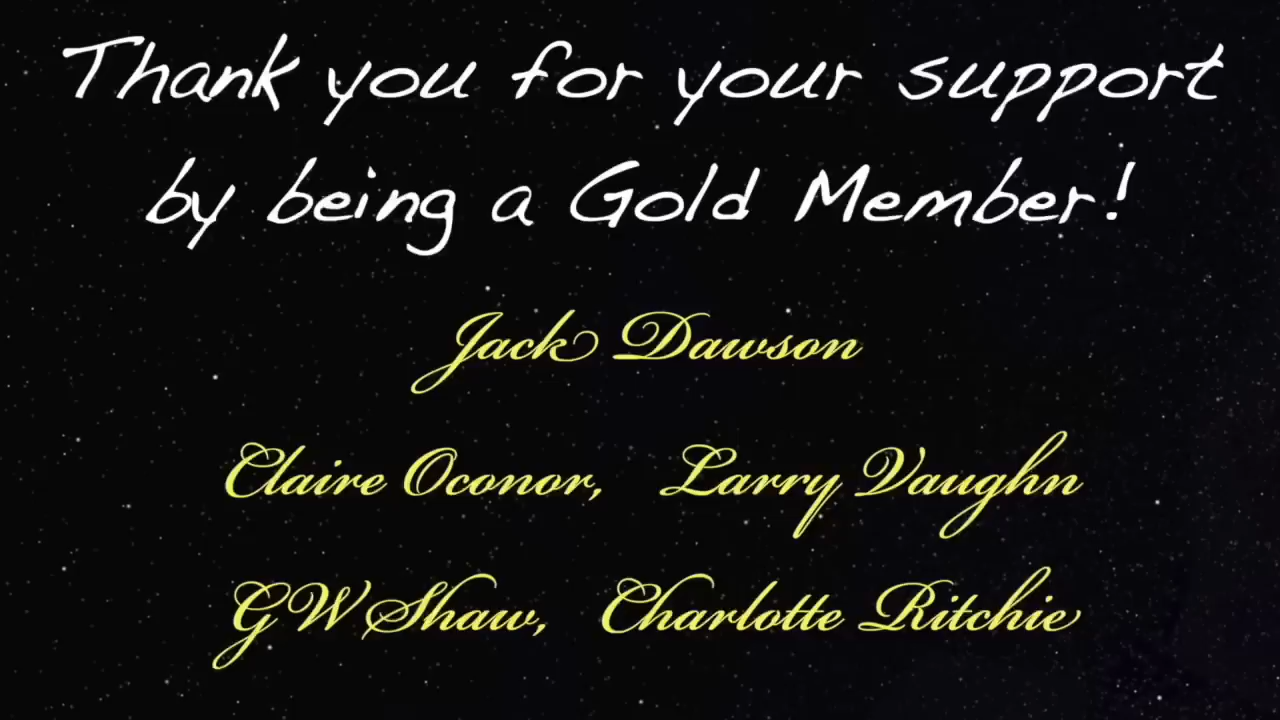 Thank you for your support
by being a Gold Member!
Jack Dawson
Claire Oconor, Larry Vaughn
GW Shaw, Charlotte Ritchie